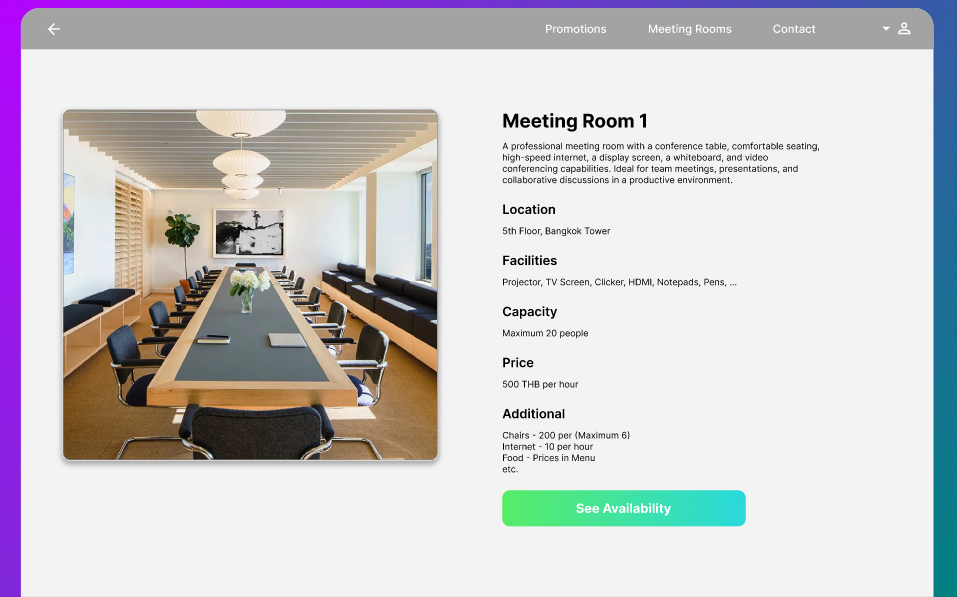 Promotions
Meeting Rooms
Contact
Meeting Room 1
A professional meeting room with a conference table, comfortable seating,
high-speed internet, a display screen, a whiteboard, and video
conferencing capabilities. Ideal for team meetings, presentations, and
collaborative discussions in a productive environment.
Location
5th Floor, Bangkok Tower
Facilities
Projector, TV Screen, Clicker, HDMI, Notepads, Pens, ...
Capacity
Maximum 20 people
Price
500 THB per hour
Additional
Chairs - 200 per (Maximum 6)
Internet - 10 per hour
Food - Prices in Menu
etc.
See Availability